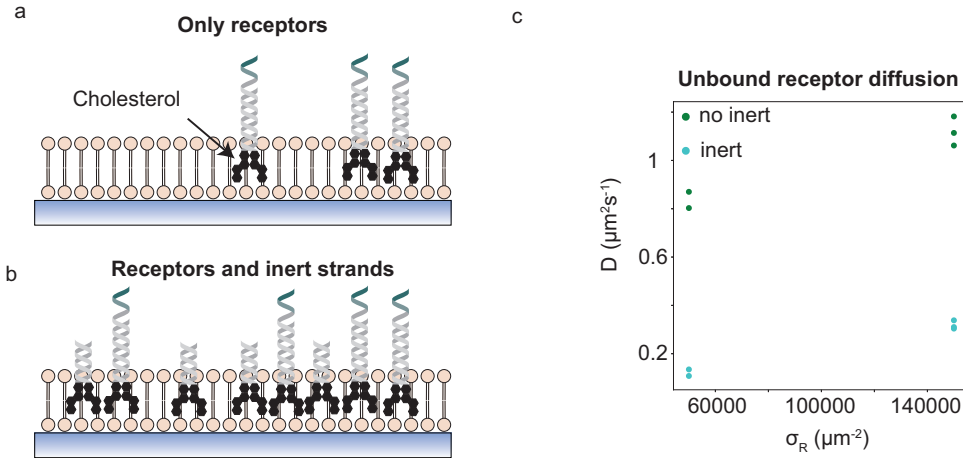 a
Only receptors
Cholesterol
b
Receptors and inert strands
c
Unbound receptor diffusion
no inert
inert
1
0.6
0.2
D (μm²s⁻¹)
60000 100000 140000
σ_R (μm⁻²)